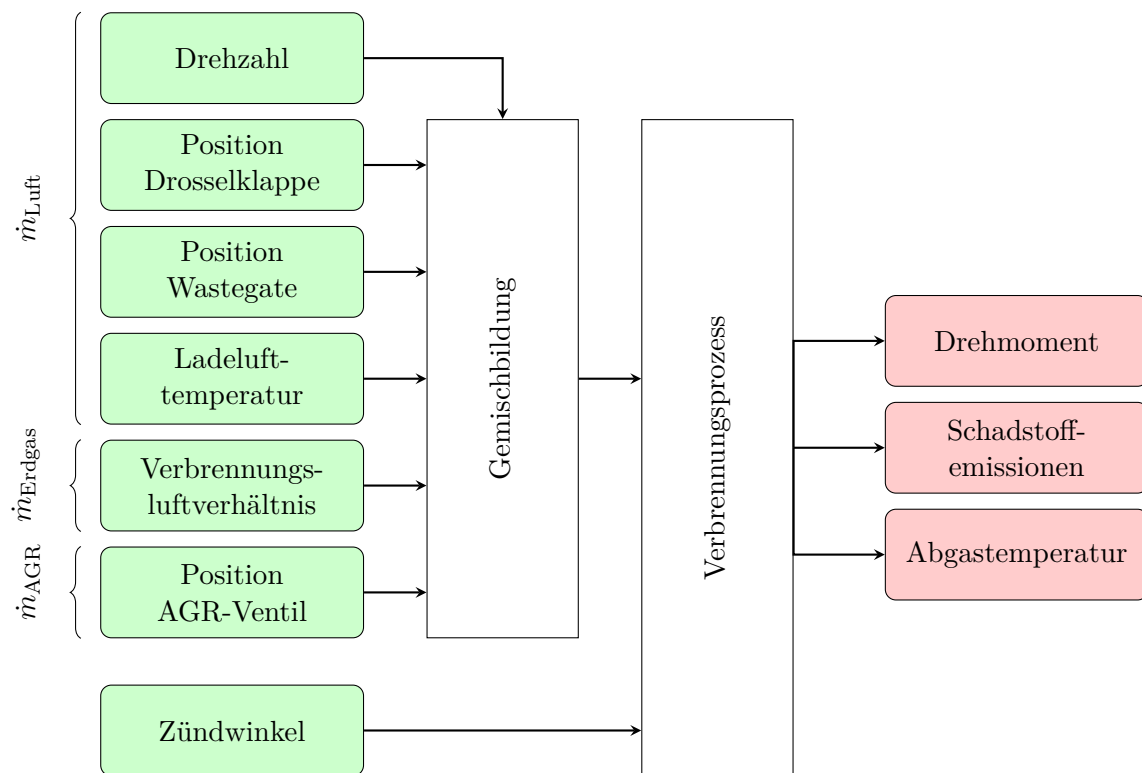 Drehzahl
Position
Drosselklappe
Position
Wastegate
Ladeluft-
temperatur
Verbrennungs-
luftverhältnis
Position
AGR-Ventil
Zündwinkel
ṁLuft
ṁErdgas
ṁAGR
Gemischbildung
Verbrennungsprozess
Drehmoment
Schadstoff-
emissionen
Abgastemperatur